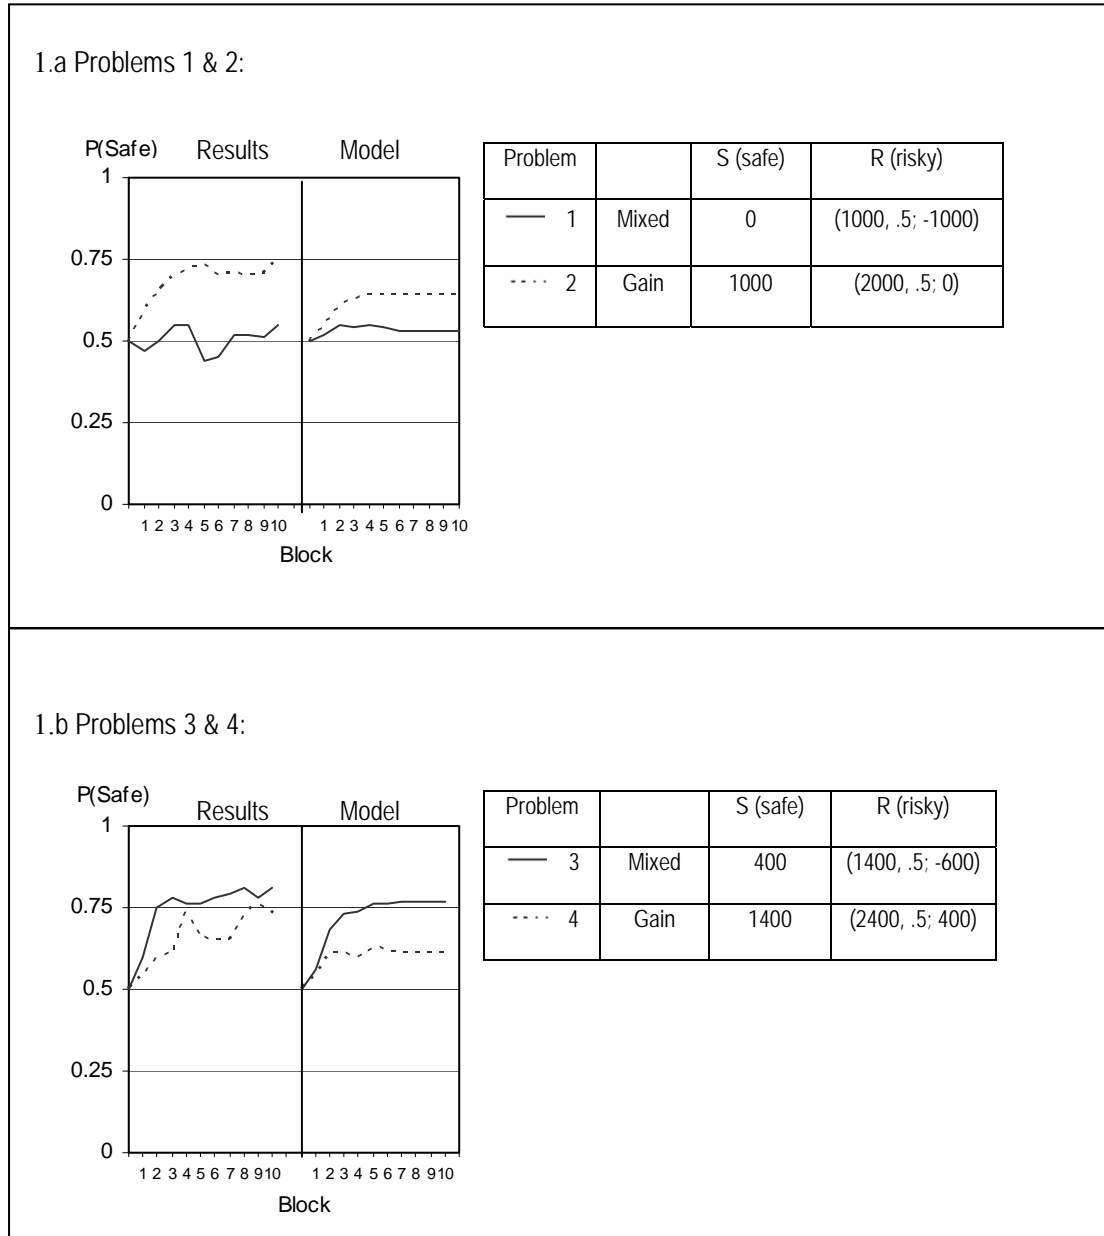 1.a Problems 1 & 2:
P(Safe) Results Model
1
0.75
0.5
0.25
0
1 2 3 4 5 6 7 8 9 10 1 2 3 4 5 6 7 8 9 10
Block
Problem S (safe) R (risky)
1 Mixed 0 (1000, .5; -1000)
2 Gain 1000 (2000, .5; 0)
1.b Problems 3 & 4:
P(Safe) Results Model
1
0.75
0.5
0.25
0
1 2 3 4 5 6 7 8 9 10 1 2 3 4 5 6 7 8 9 10
Block
Problem S (safe) R (risky)
3 Mixed 400 (1400, .5; -600)
4 Gain 1400 (2400, .5; 400)